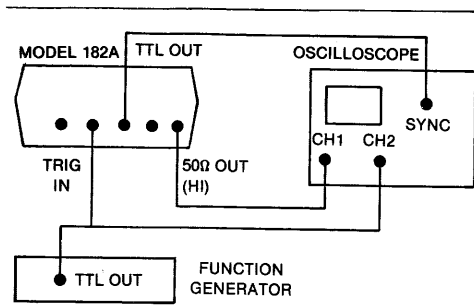 MODEL 182A
TTL OUT
OSCILLOSCOPE
SYNC
CH1
CH2
TRIG
IN
50Ω OUT
(HI)
TTL OUT
FUNCTION
GENERATOR